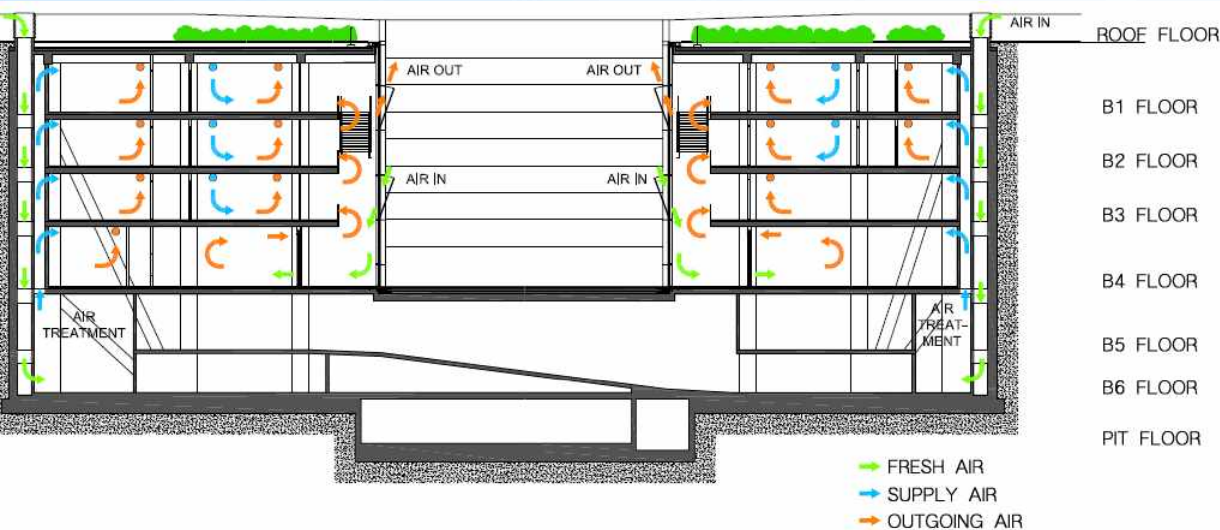 AIR IN
ROOF FLOOR
AIR OUT
AIR OUT
B1 FLOOR
B2 FLOOR
AIR IN
AIR IN
B3 FLOOR
B4 FLOOR
AIR
TREATMENT
AIR
TREAT-
MENT
B5 FLOOR
B6 FLOOR
PIT FLOOR
FRESH AIR
SUPPLY AIR
OUTGOING AIR